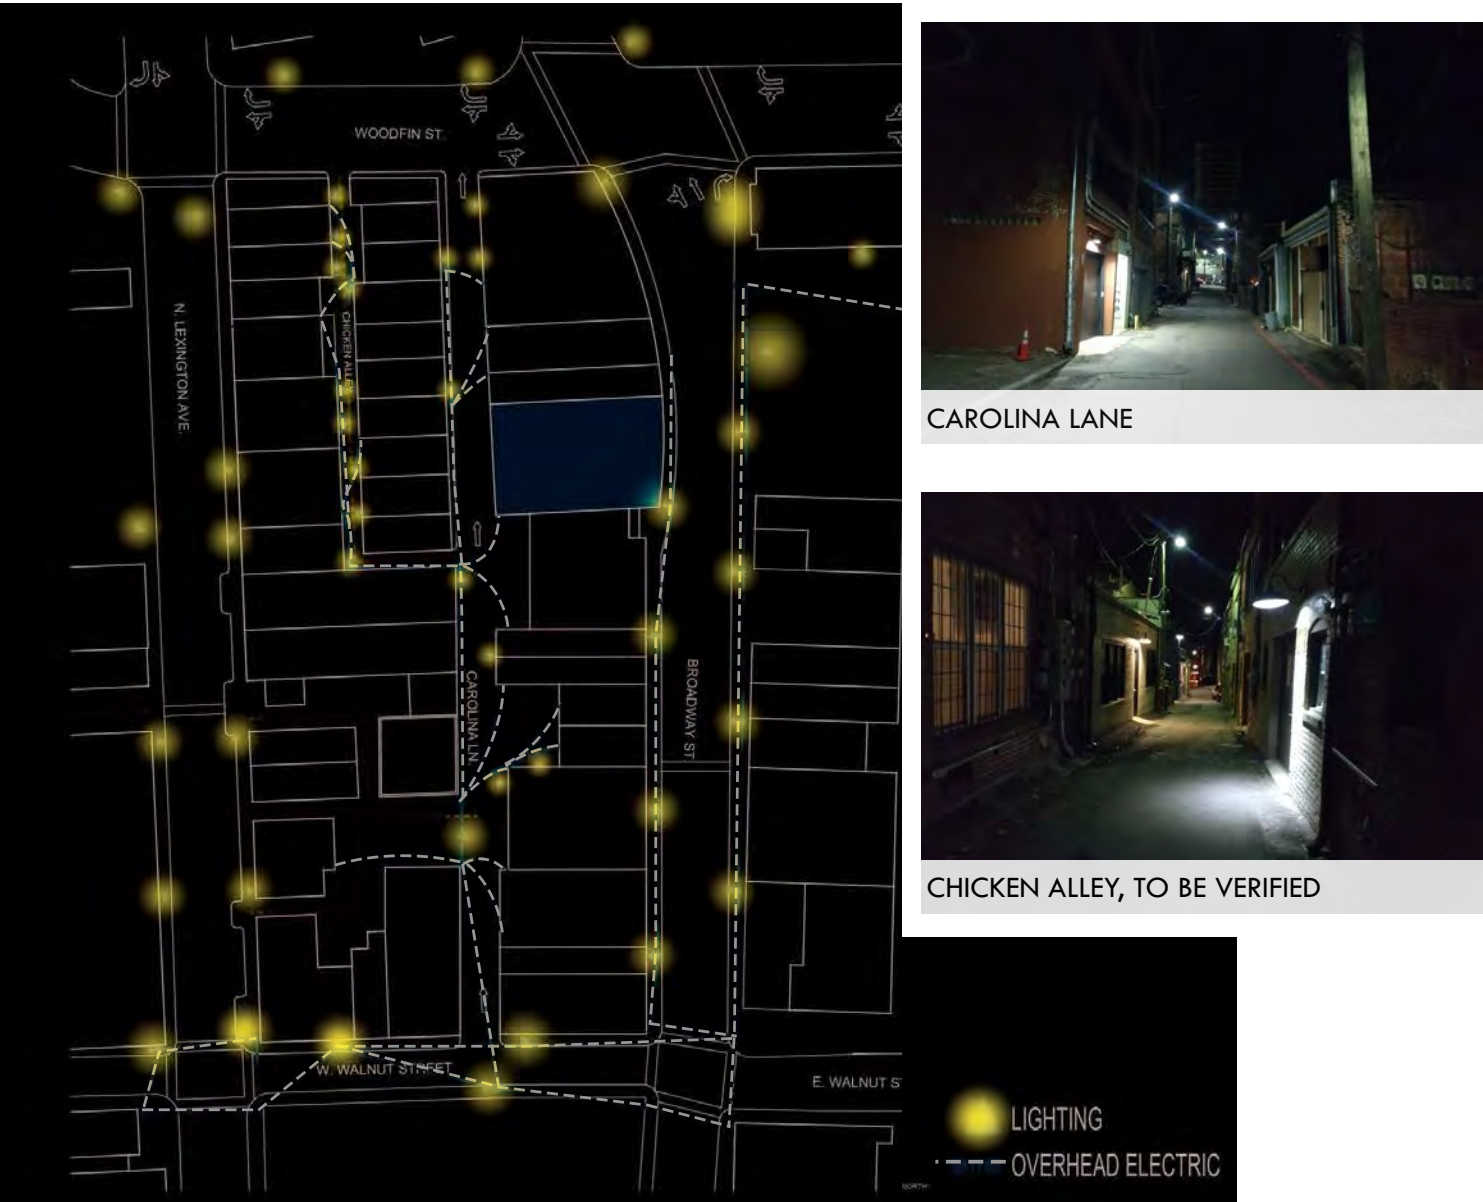 WOODFIN ST.
N. LEXINGTON AVE.
CHICKEN ALLEY
CAROLINA LN.
BROADWAY ST.
W. WALNUT STREET
E. WALNUT S
CAROLINA LANE
CHICKEN ALLEY, TO BE VERIFIED
LIGHTING
OVERHEAD ELECTRIC
NORTH